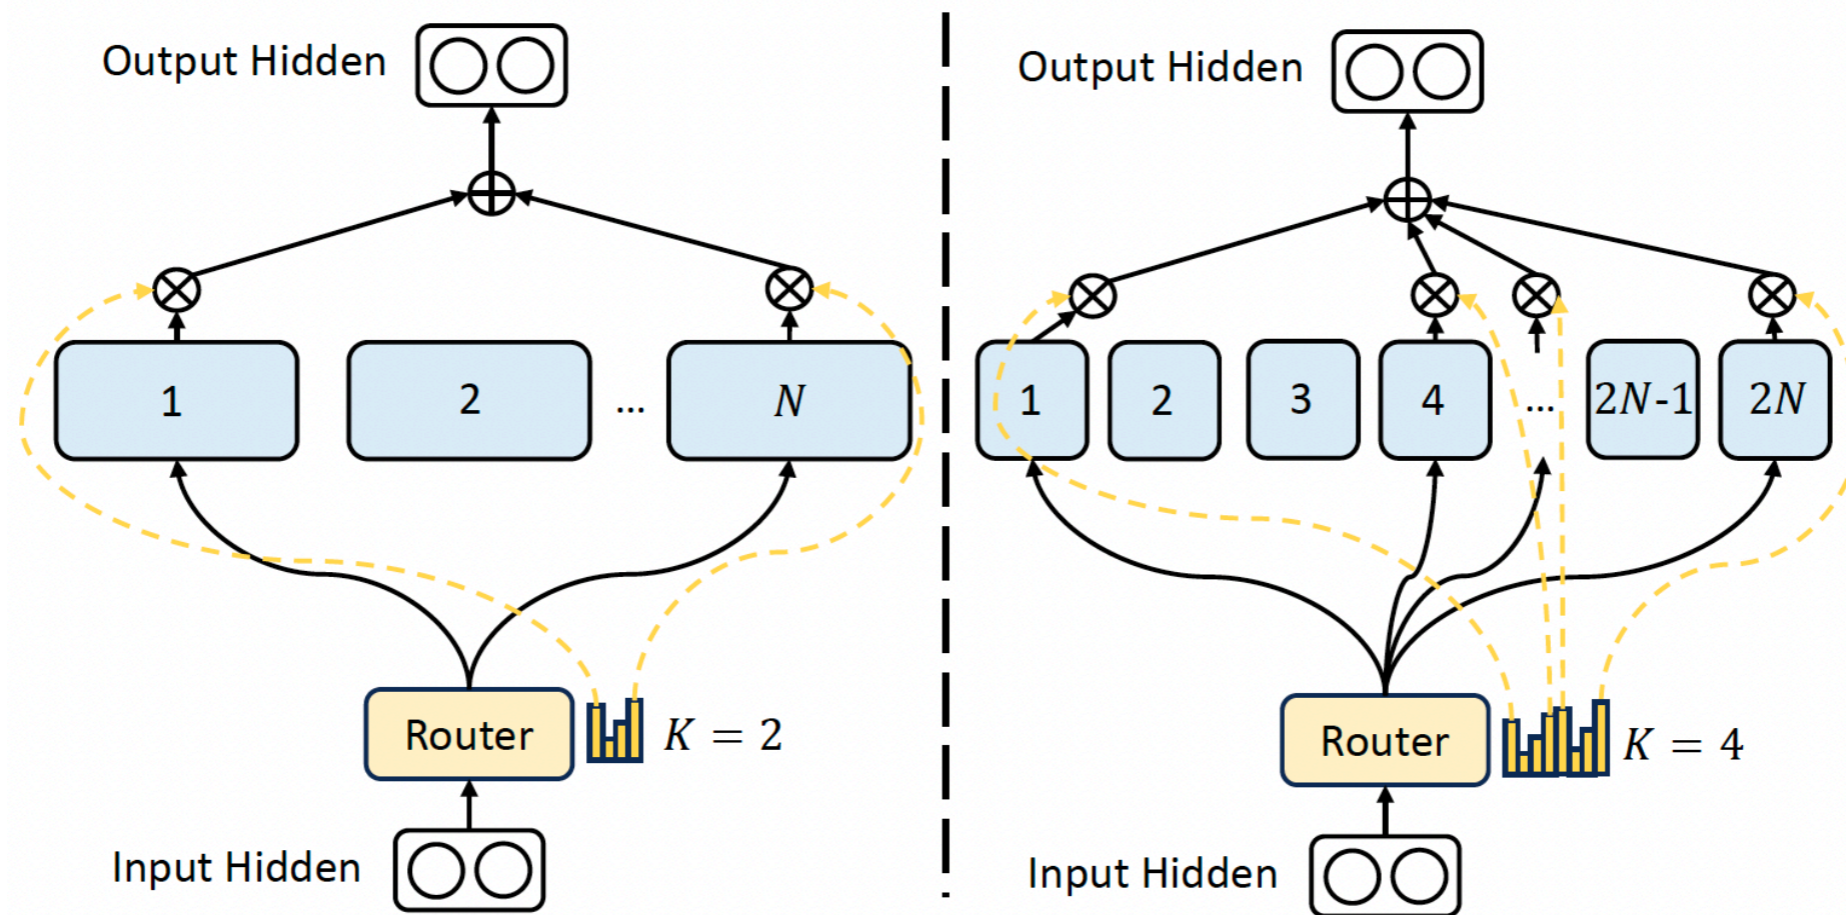 Output Hidden
1 2 ... N
Router K = 2
Input Hidden
Output Hidden
1 2 3 4 ... 2N-1 2N
Router K = 4
Input Hidden